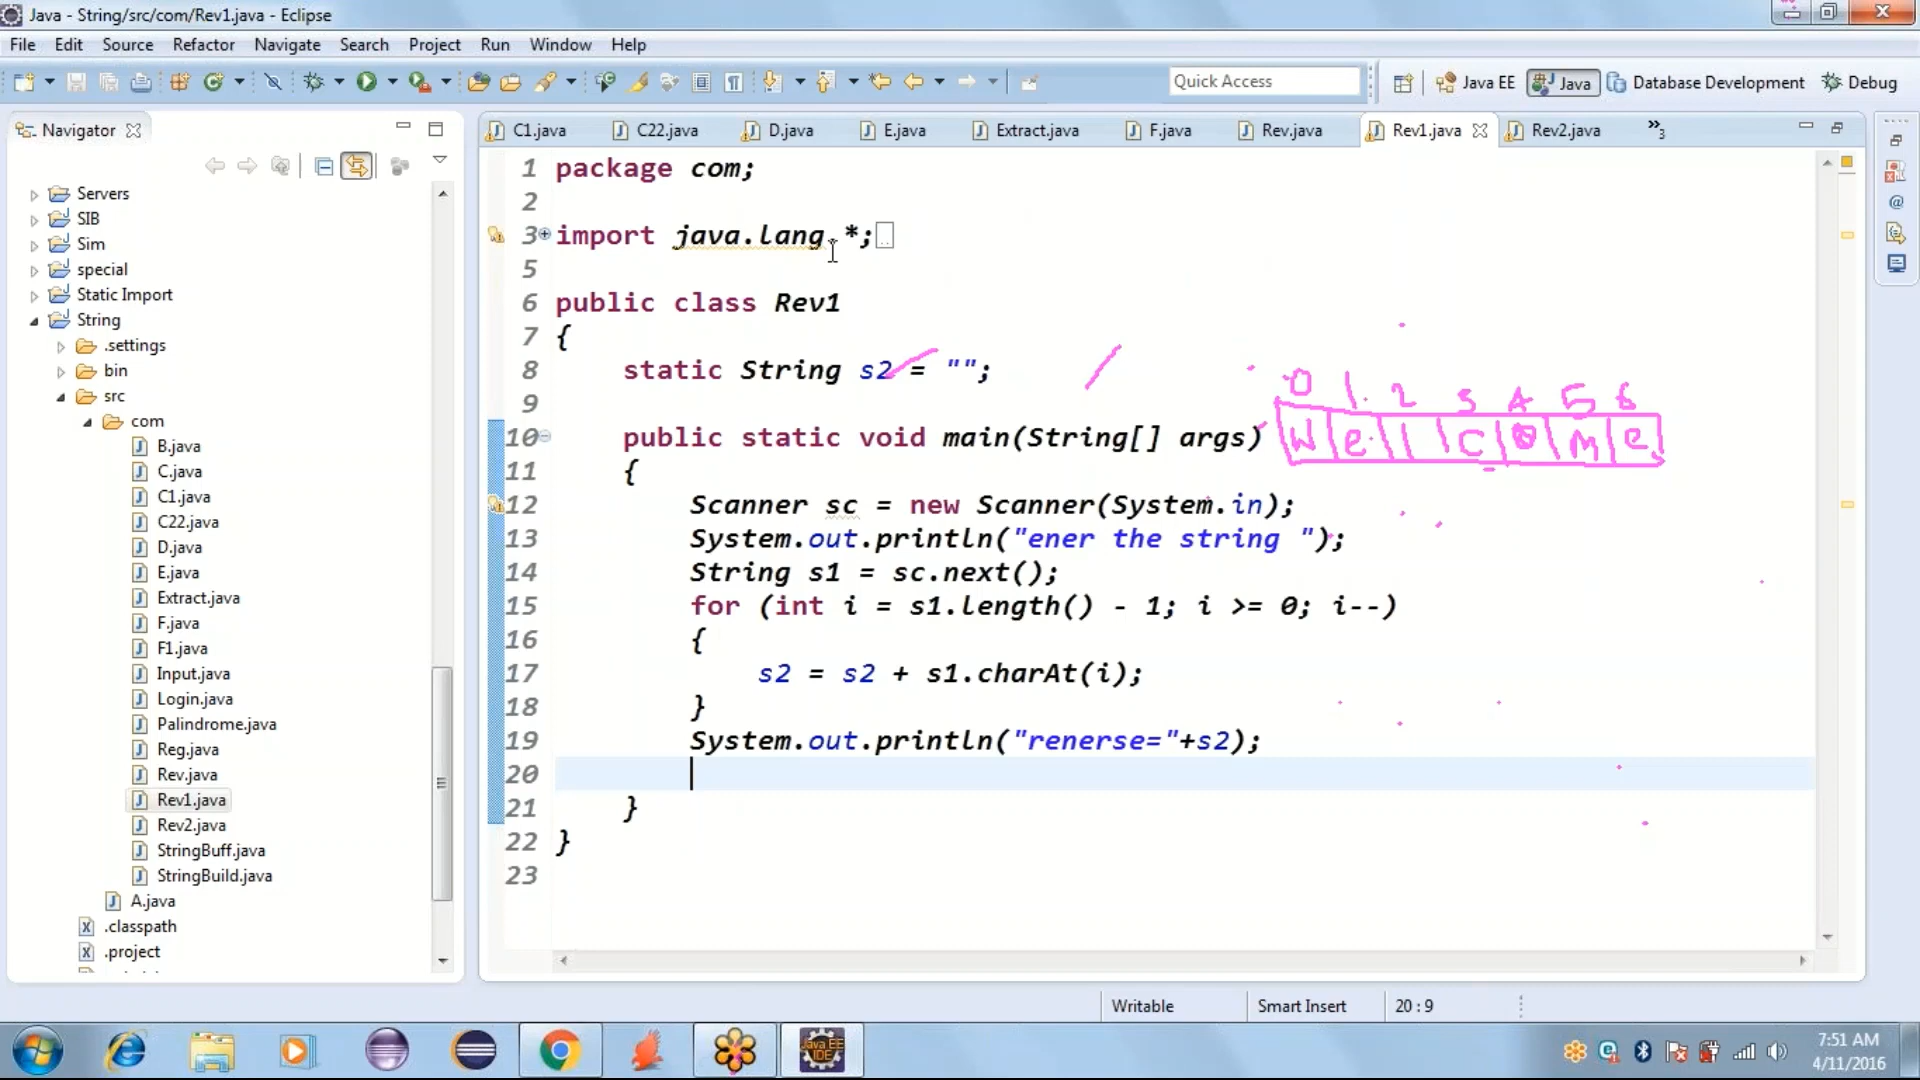 Java - String/src/com/Rev1.java - Eclipse
File Edit Source Refactor Navigate Search Project Run Window Help
Quick Access
Java EE
Java
Database Development
Debug
Navigator
C1.java
C22.java
D.java
E.java
Extract.java
F.java
Rev.java
Rev1.java
Rev2.java
»3
Servers
SIB
Sim
special
Static Import
String
.settings
bin
src
com
B.java
C.java
C1.java
C22.java
D.java
E.java
Extract.java
F.java
F1.java
Input.java
Login.java
Palindrome.java
Reg.java
Rev.java
Rev1.java
Rev2.java
StringBuff.java
StringBuild.java
A.java
.classpath
.project
1 package com;
2
3 import java.lang.*;
5
6 public class Rev1
7 {
8 static String s2 = "";
9
10 public static void main(String[] args)
11 {
12 Scanner sc = new Scanner(System.in);
13 System.out.println("ener the string ");
14 String s1 = sc.next();
15 for (int i = s1.length() - 1; i >= 0; i--)
16 {
17 s2 = s2 + s1.charAt(i);
18 }
19 System.out.println("renerse="+s2);
20
21 }
22 }
23
0 1 2 3 4 5 6
W e l c o m e
Writable
Smart Insert
20 : 9
Java EE
IDE
7:51 AM
4/11/2016